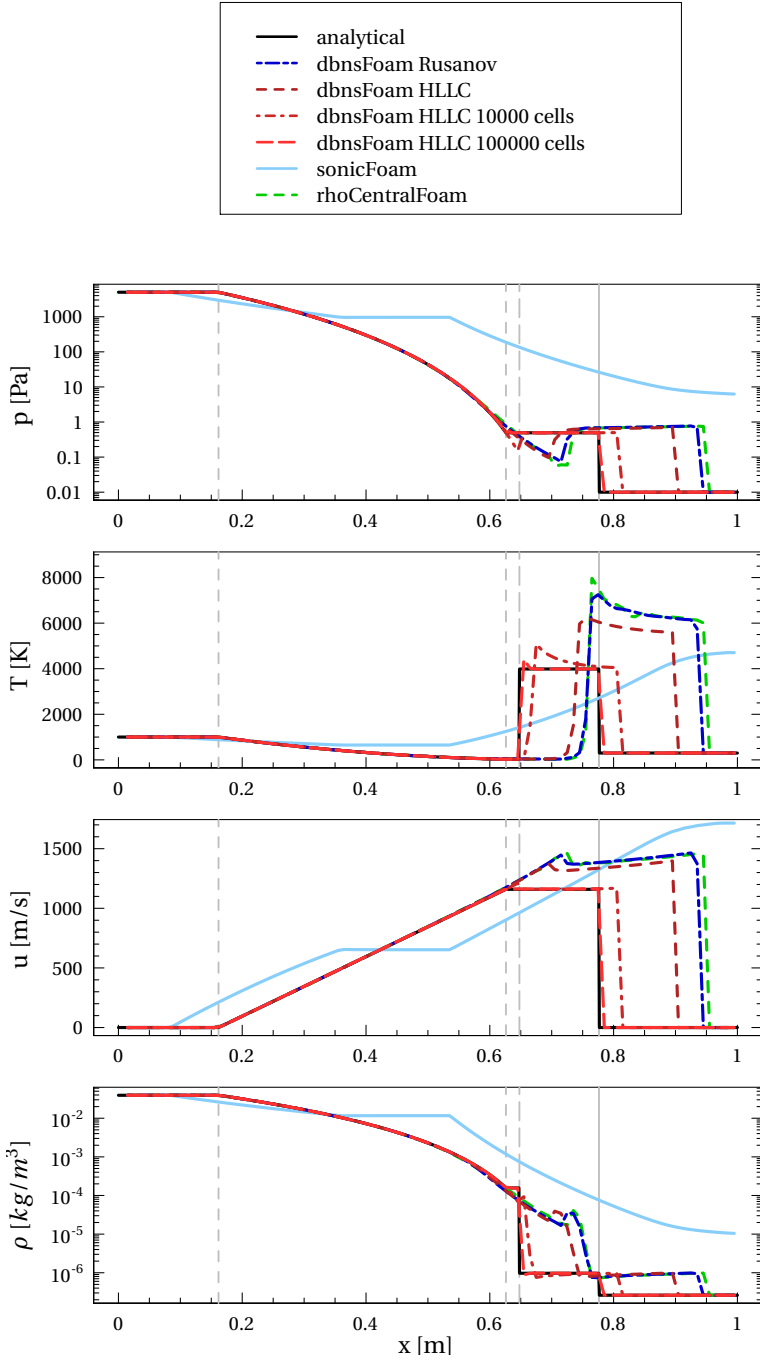 analytical
dbnsFoam Rusanov
dbnsFoam HLLC
dbnsFoam HLLC 10000 cells
dbnsFoam HLLC 100000 cells
sonicFoam
rhoCentralFoam
p [Pa]
1000
100
10
1
0.1
0.01
0 0.2 0.4 0.6 0.8 1
T [K]
8000
6000
4000
2000
0
0 0.2 0.4 0.6 0.8 1
u [m/s]
1500
1000
500
0
0 0.2 0.4 0.6 0.8 1
ρ [kg/m³]
10⁻²
10⁻³
10⁻⁴
10⁻⁵
10⁻⁶
0 0.2 0.4 0.6 0.8 1
x [m]